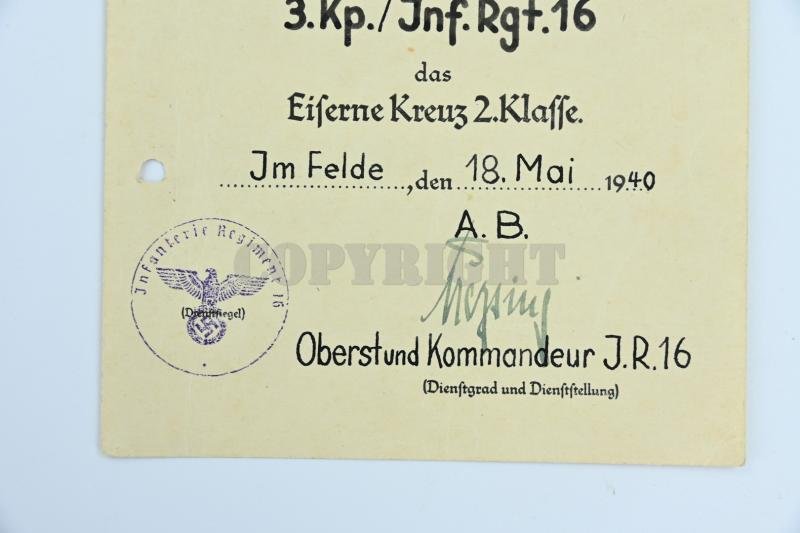 3.Kp./Jnf.Rgt.16
das
Eiſerne Kreuz 2.Klaſſe.
Jm Felde, den 18. Mai 1940
A. B.
COPYRIGHT
Infanterie Regiment 16
(Dienſtſiegel)
Oberst und Kommandeur J.R.16
(Dienſtgrad und Dienſtſtellung)